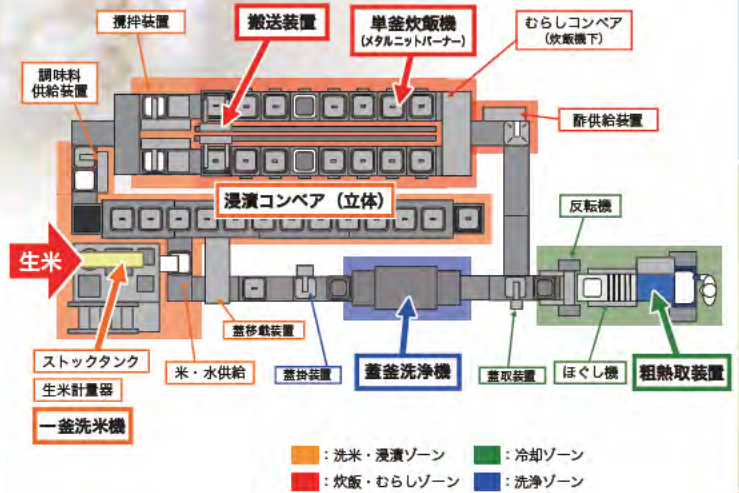 攪拌装置
搬送装置
単釜炊飯機
(メタルニットバーナー)
むらしコンベア
(炊飯機下)
調味料
供給装置
酢供給装置
浸漬コンベア（立体）
反転機
生米
蓋移載装置
ストックタンク
米・水供給
蓋掛装置
蓋釜洗浄機
蓋取装置
ほぐし機
粗熱取装置
生米計量器
一釜洗米機
：洗米・浸漬ゾーン
：冷却ゾーン
：炊飯・むらしゾーン
：洗浄ゾーン